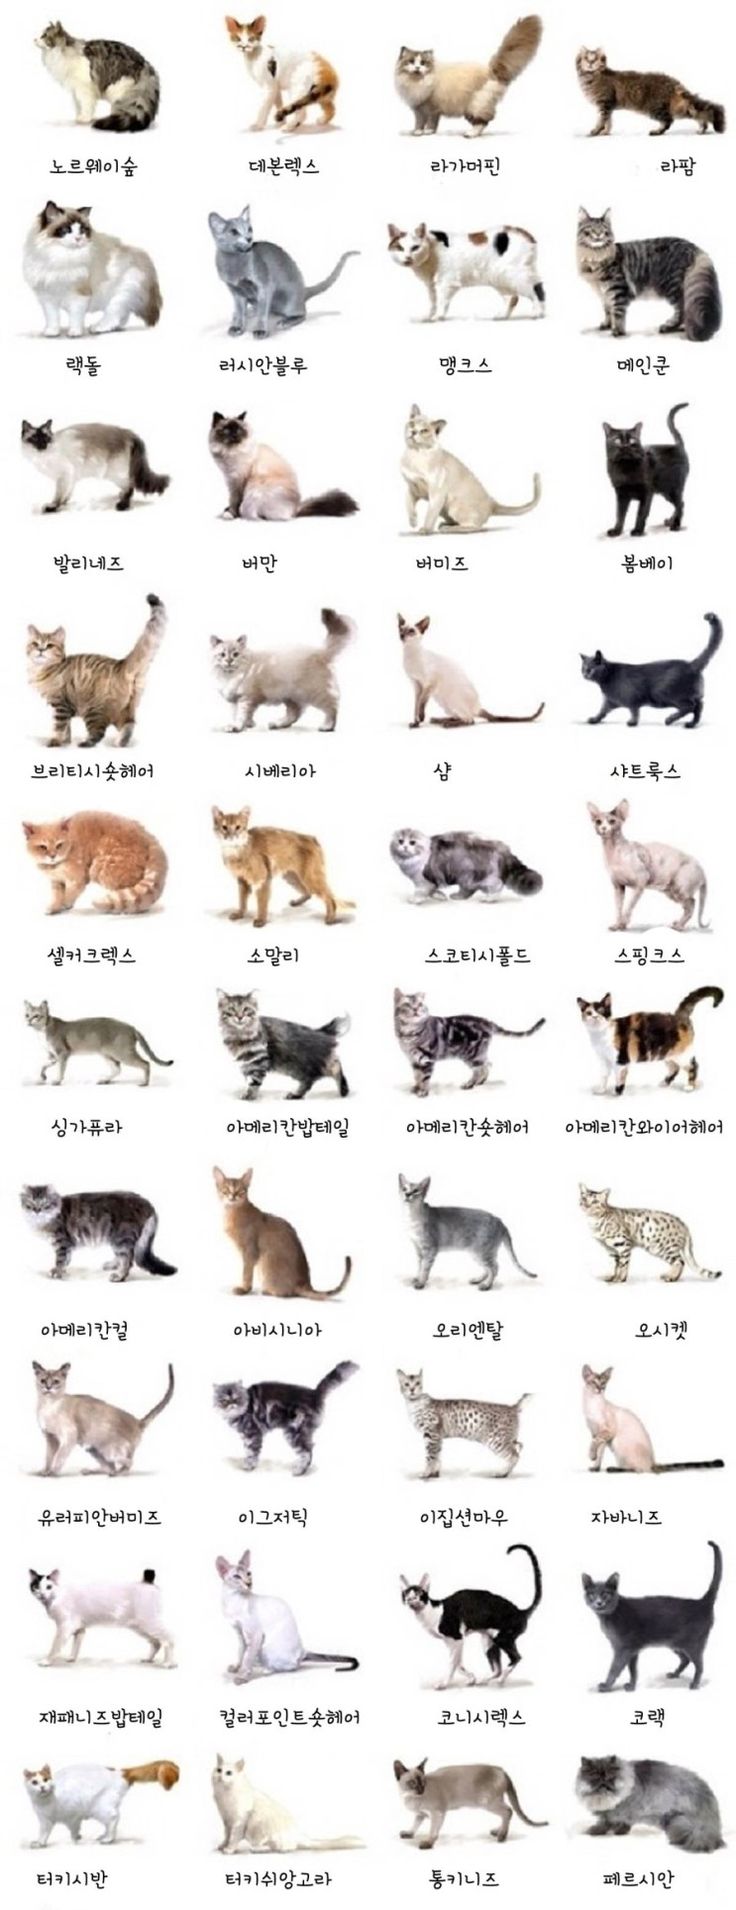 노르웨이숲
데본렉스
라가머핀
라팜
랙돌
러시안블루
맹크스
메인쿤
발리네즈
버만
버미즈
봄베이
브리티시숏헤어
시베리아
샴
샤트룩스
셀커크렉스
소말리
스코티시폴드
스핑크스
싱가퓨라
아메리칸밥테일
아메리칸숏헤어
아메리칸와이어헤어
아메리칸컬
아비시니아
오리엔탈
오시켓
유러피안버미즈
이그저틱
이집션마우
자바니즈
재패니즈밥테일
컬러포인트숏헤어
코니시렉스
코랙
터키시반
터키쉬앙고라
통키니즈
페르시안